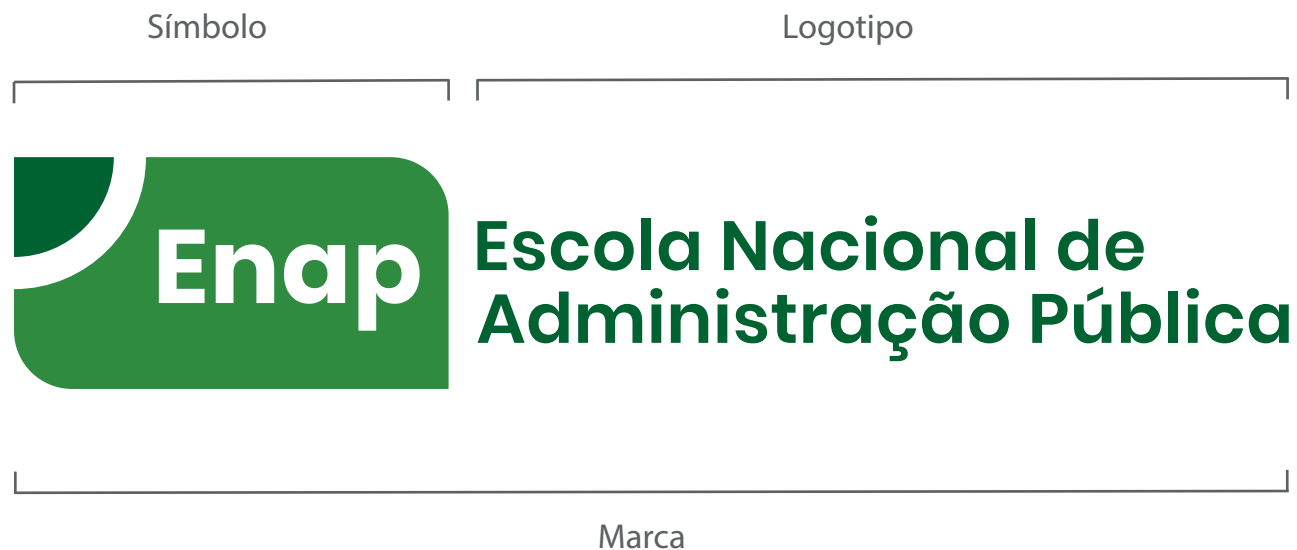 Símbolo
Logotipo
Enap
Escola Nacional de
Administração Pública
Marca